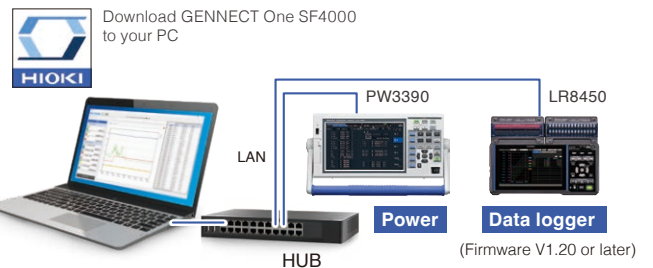 Download GENNECT One SF4000
to your PC
HIOKI
PW3390
LR8450
LAN
Power
Data logger
(Firmware V1.20 or later)
HUB